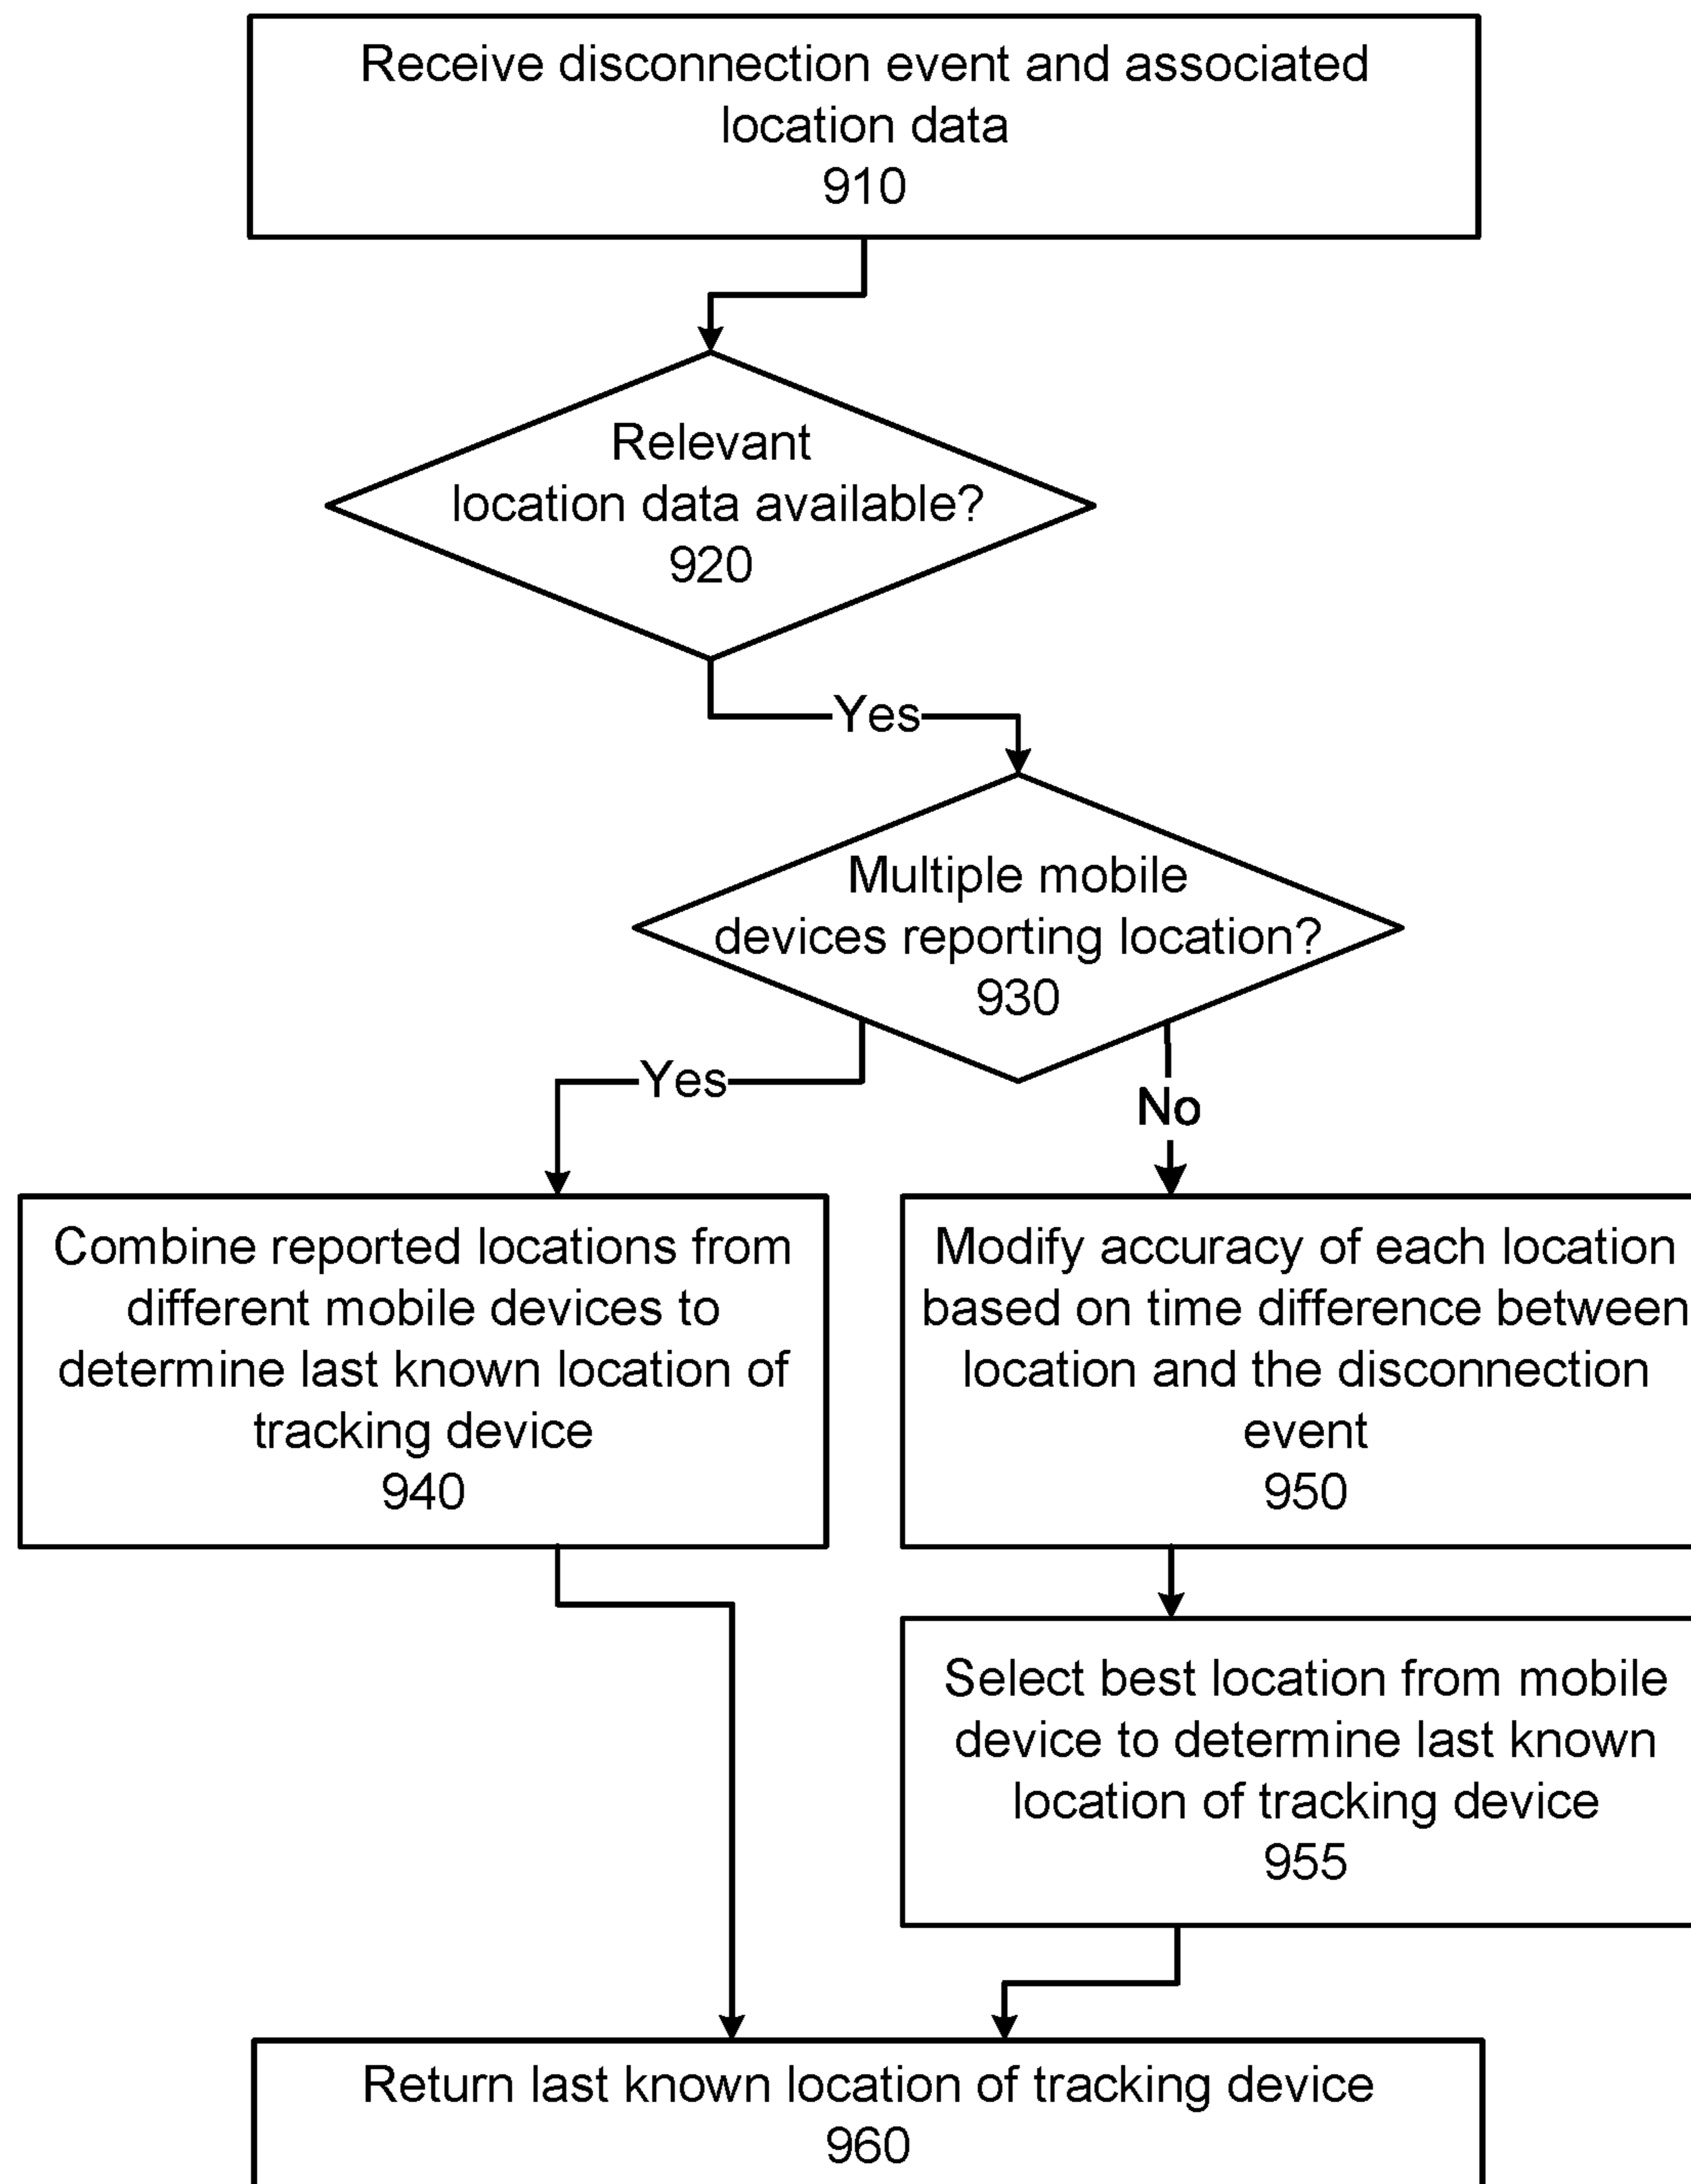 Receive disconnection event and associated
location data
910
Relevant
location data available?
920
Yes
Multiple mobile
devices reporting location?
930
Yes
No
Combine reported locations from
different mobile devices to
determine last known location of
tracking device
940
Modify accuracy of each location
based on time difference between
location and the disconnection
event
950
Select best location from mobile
device to determine last known
location of tracking device
955
Return last known location of tracking device
960